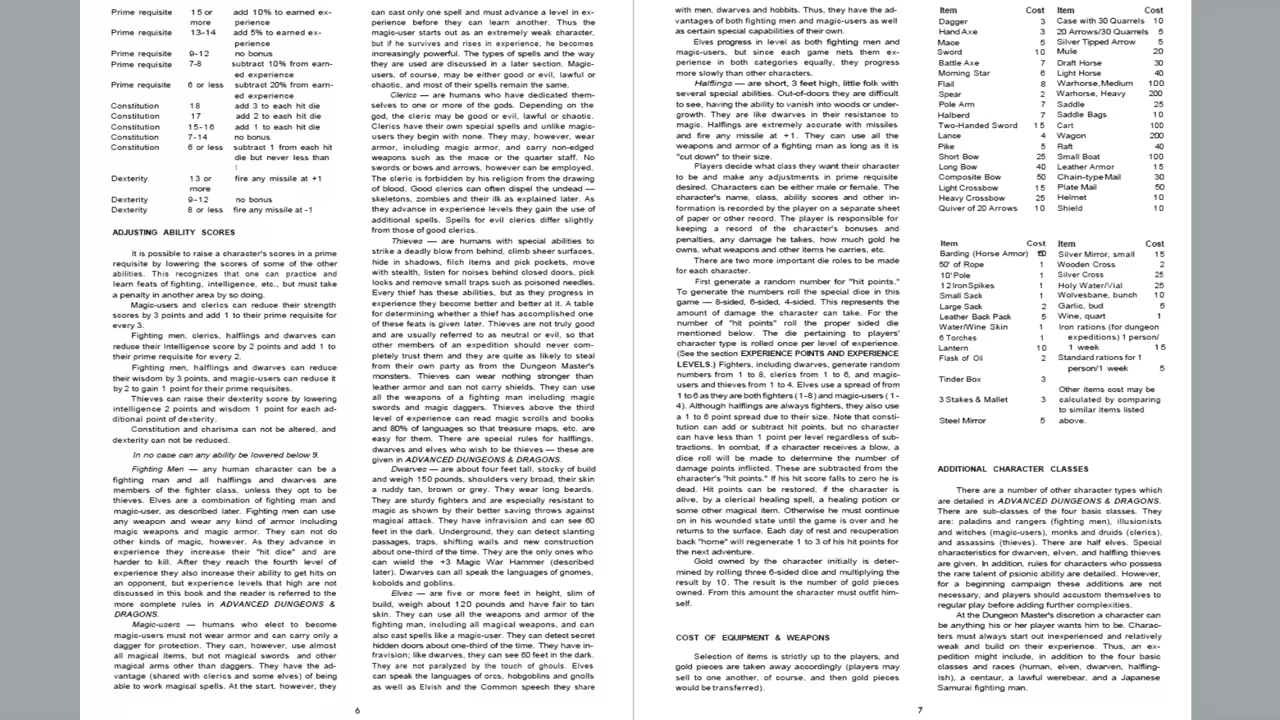 Prime requisite 15 or add 10% to earned ex-
more perience
Prime requisite 13-14 add 5% to earned ex-
perience
Prime requisite 9-12 no bonus
Prime requisite 7-8 subtract 10% from earn-
ed experience
Prime requisite 6 or less subtract 20% from earn-
ed experience
Constitution 18 add 3 to each hit die
Constitution 17 add 2 to each hit die
Constitution 15-16 add 1 to each hit die
Constitution 7-14 no bonus
Constitution 6 or less subtract 1 from each hit
die but never less than
!
Dexterity 13 or fire any missile at +1
more
Dexterity 9-12 no bonus
Dexterity 8 or less fire any missile at -1
ADJUSTING ABILITY SCORES
It is possible to raise a character's scores in a prime
requisite by lowering the scores of some of the other
abilities. This recognizes that one can practice and
learn feats of fighting, intelligence, etc., but must take
a penalty in another area by so doing.
Magic-users and clerics can reduce their strength
scores by 3 points and add 1 to their prime requisite for
every 3.
Fighting men, clerics, halflings and dwarves can
reduce their Intelligence score by 2 points and add 1 to
their prime requisite for every 2.
Fighting men, halflings and dwarves can reduce
their wisdom by 3 points, and magic-users can reduce it
by 2 to gain 1 point for their prime requisites.
Thieves can raise their dexterity score by lowering
intelligence 2 points and wisdom 1 point for each ad-
ditional point of dexterity.
Constitution and charisma can not be altered, and
dexterity can not be reduced.
In no case can any ability be lowered below 9.
Fighting Men — any human character can be a
fighting man and all halflings and dwarves are
members of the fighter class, unless they opt to be
thieves. Elves are a combination of fighting man and
magic-user, as described later. Fighting men can use
any weapon and wear any kind of armor including
magic weapons and magic armor. They can not do
other kinds of magic, however. As they advance in
experience they increase their "hit dice" and are
harder to kill. After they reach the fourth level of
experience they also increase their ability to get hits on
an opponent, but experience levels that high are not
discussed in this book and the reader is referred to the
more complete rules in ADVANCED DUNGEONS &
DRAGONS.
Magic-users — humans who elect to become
magic-users must not wear armor and can carry only a
dagger for protection. They can, however, use almost
all magical items, but not magical swords and other
magical arms other than daggers. They have the ad-
vantage (shared with clerics and some elves) of being
able to work magical spells. At the start, however, they
can cast only one spell and must advance a level in ex-
perience before they can learn another. Thus the
magic-user starts out as an extremely weak character,
but if he survives and rises in experience, he becomes
increasingly powerful. The types of spells and the way
they are used are discussed in a later section. Magic-
users, of course, may be either good or evil, lawful or
chaotic, and most of their spells remain the same.
Clerics — are humans who have dedicated them-
selves to one or more of the gods. Depending on the
god, the cleric may be good or evil, lawful or chaotic.
Clerics have their own special spells and unlike magic-
users they begin with none. They may, however, wear
armor, including magic armor, and carry non-edged
weapons such as the mace or the quarter staff. No
swords or bows and arrows, however can be employed.
The cleric is forbidden by his religion from the drawing
of blood. Good clerics can often dispel the undead —
skeletons, zombies and their ilk as explained later. As
they advance in experience levels they gain the use of
additional spells. Spells for evil clerics differ slightly
from those of good clerics.
Thieves — are humans with special abilities to
strike a deadly blow from behind, climb sheer surfaces,
hide in shadows, filch items and pick pockets, move
with stealth, listen for noises behind closed doors, pick
locks and remove small traps such as poisoned needles.
Every thief has these abilities, but as they progress in
experience they become better and better at it. A table
for determining whether a thief has accomplished one
of these feats is given later. Thieves are not truly good
and are usually referred to as neutral or evil, so that
other members of an expedition should never com-
pletely trust them and they are quite as likely to steal
from their own party as from the Dungeon Master's
monsters. Thieves can wear nothing stronger than
leather armor and can not carry shields. They can use
all the weapons of a fighting man including magic
swords and magic daggers. Thieves above the third
level of experience can read magic scrolls and books
and 80% of languages so that treasure maps, etc. are
easy for them. There are special rules for halflings,
dwarves and elves who wish to be thieves — these are
given in ADVANCED DUNGEONS & DRAGONS.
Dwarves — are about four feet tall, stocky of build
and weigh 150 pounds, shoulders very broad, their skin
a ruddy tan, brown or grey. They wear long beards.
They are sturdy fighters and are especially resistant to
magic as shown by their better saving throws against
magical attack. They have infravision and can see 60
feet in the dark. Underground, they can detect slanting
passages, traps, shifting walls and new construction
about one-third of the time. They are the only ones who
can wield the +3 Magic War Hammer (described
later). Dwarves can all speak the languages of gnomes,
kobolds and goblins.
Elves — are five or more feet in height, slim of
build, weigh about 120 pounds and have fair to tan
skin. They can use all the weapons and armor of the
fighting man, including all magical weapons, and can
also cast spells like a magic-user. They can detect secret
hidden doors about one-third of the time. They have in-
fravision; like dwarves, they can see 60 feet in the dark.
They are not paralyzed by the touch of ghouls. Elves
can speak the languages of orcs, hobgoblins and gnolls
as well as Elvish and the Common speech they share
6
with men, dwarves and hobbits. Thus, they have the ad-
vantages of both fighting men and magic-users as well
as certain special capabilities of their own.
Elves progress in level as both fighting men and
magic-users, but since each game nets them ex-
perience in both categories equally, they progress
more slowly than other characters.
Halflings — are short, 3 feet high, little folk with
several special abilities. Out-of-doors they are difficult
to see, having the ability to vanish into woods or under-
growth. They are like dwarves in their resistance to
magic. Halflings are extremely accurate with missiles
and fire any missile at +1. They can use all the
weapons and armor of a fighting man as long as it is
"cut down" to their size.
Players decide what class they want their character
to be and make any adjustments in prime requisite
desired. Characters can be either male or female. The
character's name, class, ability scores and other in-
formation is recorded by the player on a separate sheet
of paper or other record. The player is responsible for
keeping a record of the character's bonuses and
penalties, any damage he takes, how much gold he
owns, what weapons and other items he carries, etc.
There are two more important die roles to be made
for each character.
First generate a random number for "hit points."
To generate the numbers roll the special dice in this
game — 8-sided, 6-sided, 4-sided. This represents the
amount of damage the character can take. For the
number of "hit points" roll the proper sided die
mentioned below. The die pertaining to players'
character type is rolled once per level of experience.
(See the section EXPERIENCE POINTS AND EXPERIENCE
LEVELS.) Fighters, including dwarves, generate random
numbers from 1 to 8, clerics from 1 to 6, and magic-
users and thieves from 1 to 4. Elves use a spread of from
1 to 6 as they are both fighters (1-8) and magic-users (1-
4). Although halflings are always fighters, they also use
a 1 to 6 point spread due to their size. Note that consti-
tution can add or subtract hit points, but no character
can have less than 1 point per level regardless of sub-
tractions. In combat, if a character receives a blow, a
dice roll will be made to determine the number of
damage points inflicted. These are subtracted from the
character's "hit points." If his hit score falls to zero he is
dead. Hit points can be restored, if the character is
alive, by a clerical healing spell, a healing potion or
some other magical item. Otherwise he must continue
on in his wounded state until the game is over and he
returns to the surface. Each day of rest and recuperation
back "home" will regenerate 1 to 3 of his hit points for
the next adventure.
Gold owned by the character initially is deter-
mined by rolling three 6-sided dice and multiplying the
result by 10. The result is the number of gold pieces
owned. From this amount the character must outfit him-
self.
COST OF EQUIPMENT & WEAPONS
Selection of items is strictly up to the players, and
gold pieces are taken away accordingly (players may
sell to one another, of course, and then gold pieces
would be transferred).
Item Cost Item Cost
Dagger 3 Case with 30 Quarrels 10
Hand Axe 3 20 Arrows/30 Quarrels 5
Mace 5 Silver Tipped Arrow 5
Sword 10 Mule 20
Battle Axe 7 Draft Horse 30
Morning Star 6 Light Horse 40
Flail 8 Warhorse, Medium 100
Spear 2 Warhorse, Heavy 200
Pole Arm 7 Saddle 25
Halberd 7 Saddle Bags 10
Two-Handed Sword 15 Cart 100
Lance 4 Wagon 200
Pike 5 Raft 40
Short Bow 25 Small Boat 100
Long Bow 40 Leather Armor 15
Composite Bow 50 Chain-type Mail 30
Light Crossbow 15 Plate Mail 50
Heavy Crossbow 25 Helmet 10
Quiver of 20 Arrows 10 Shield 10
Item Cost Item Cost
Barding (Horse Armor) Silver Mirror, small 15
50' of Rope 1 Wooden Cross 2
10' Pole 1 Silver Cross 25
12 Iron Spikes 1 Holy Water/Vial 25
Small Sack 1 Wolvesbane, bunch 10
Large Sack 2 Garlic, bud 5
Leather Back Pack 5 Wine, quart 1
Water/Wine Skin 1 Iron rations (for dungeon
6 Torches 1 expeditions) 1 person/
Lantern 10 1 week 15
Flask of Oil 2 Standard rations for 1
person/1 week 5
Tinder Box 3
Other items cost may be
3 Stakes & Mallet 3 calculated by comparing
to similar items listed
Steel Mirror 5 above.
ADDITIONAL CHARACTER CLASSES
There are a number of other character types which
are detailed in ADVANCED DUNGEONS & DRAGONS.
There are sub-classes of the four basic classes. They
are: paladins and rangers (fighting men), illusionists
and witches (magic-users), monks and druids (clerics),
and assassins (thieves). There are half elves. Special
characteristics for dwarven, elven, and halfling thieves
are given. In addition, rules for characters who possess
the rare talent of psionic ability are detailed. However,
for a beginning campaign these additions are not
necessary, and players should accustom themselves to
regular play before adding further complexities.
At the Dungeon Master's discretion a character can
be anything his or her player wants him to be. Charac-
ters must always start out inexperienced and relatively
weak and build on their experience. Thus, an ex-
pedition might include, in addition to the four basic
classes and races (human, elven, dwarven, halfling-
ish), a centaur, a lawful werebear, and a Japanese
Samurai fighting man.
7